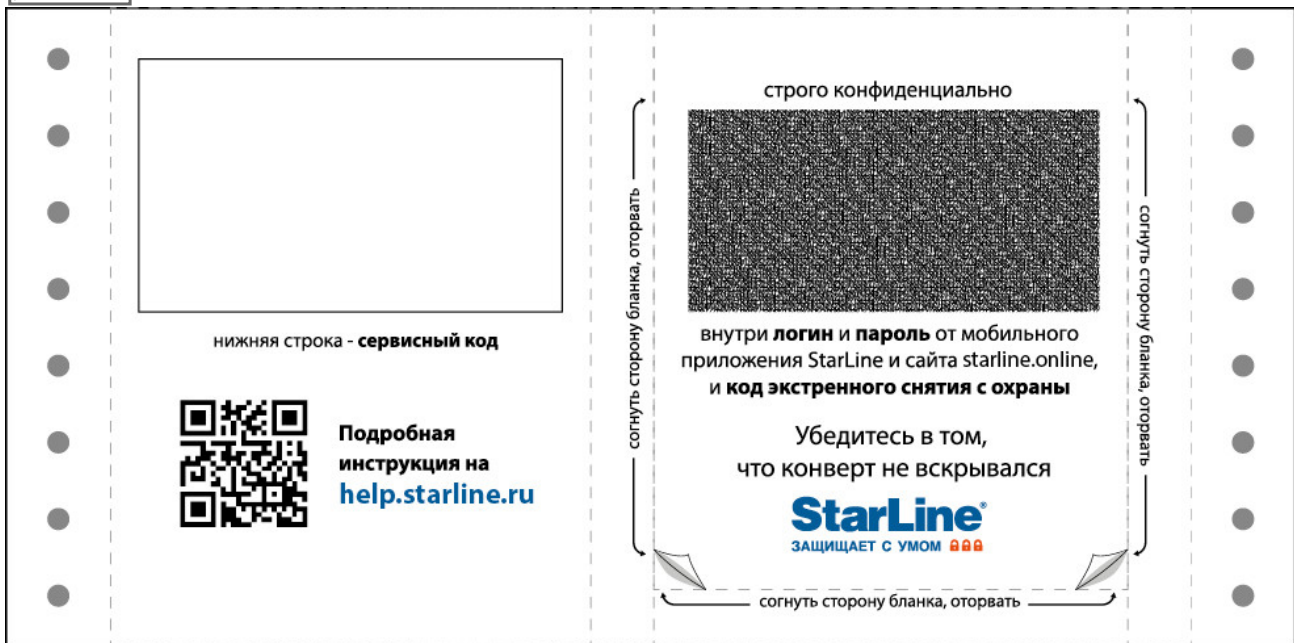 нижняя строка - сервисный код
Подробная
инструкция на
help.starline.ru
строго конфиденциально
внутри логин и пароль от мобильного
приложения StarLine и сайта starline.online,
и код экстренного снятия с охраны
Убедитесь в том,
что конверт не вскрывался
StarLine®
ЗАЩИЩАЕТ С УМОМ
согнуть сторону бланка, оторвать
согнуть сторону бланка, оторвать
согнуть сторону бланка, оторвать